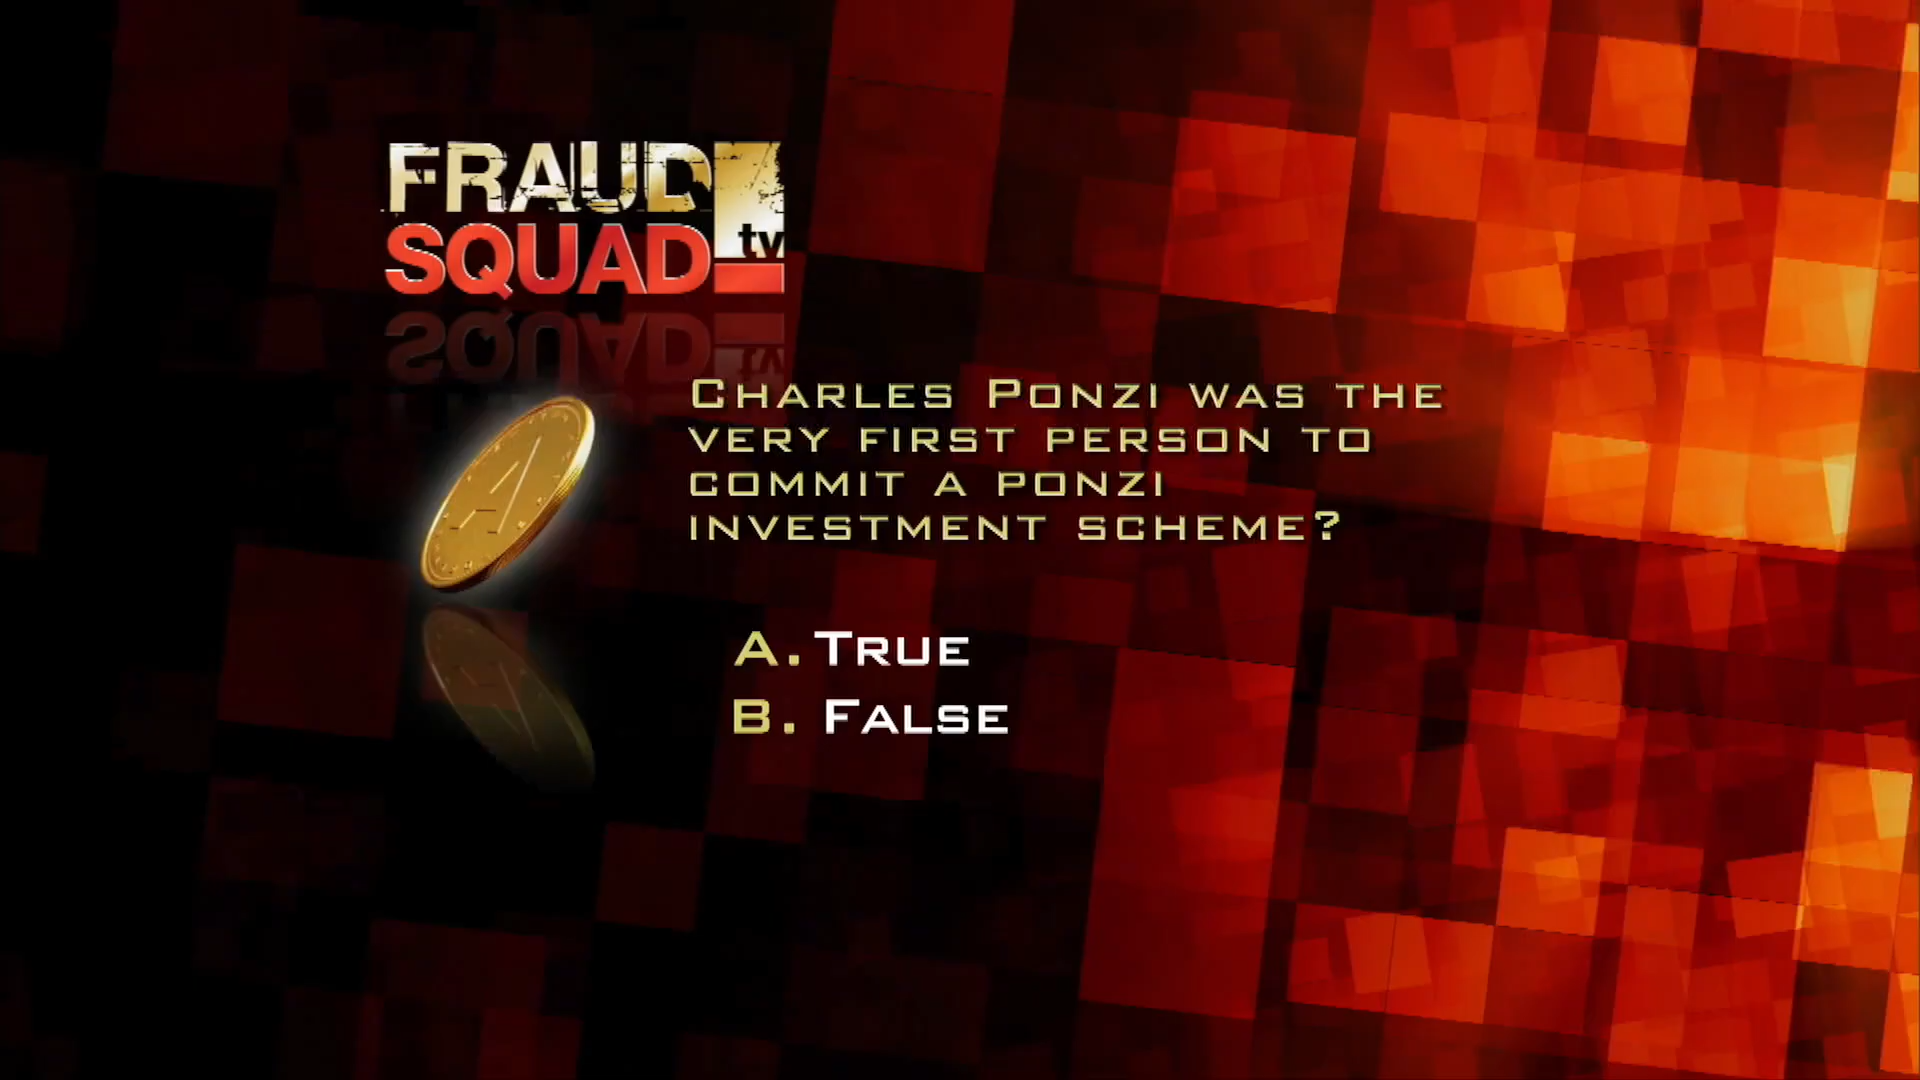 FRAUD
SQUAD tv
CHARLES PONZI WAS THE
VERY FIRST PERSON TO
COMMIT A PONZI
INVESTMENT SCHEME?
A. TRUE
B. FALSE